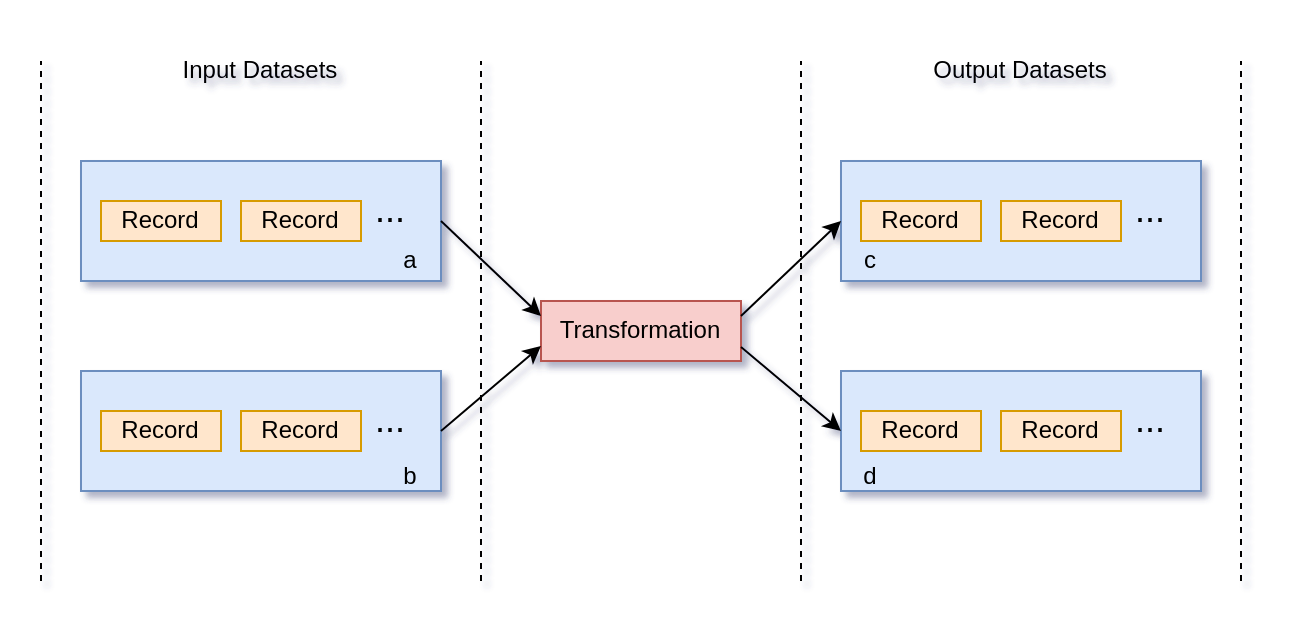 Input Datasets
Output Datasets
Record Record ...
a
Record Record ...
c
Transformation
Record Record ...
b
Record Record ...
d